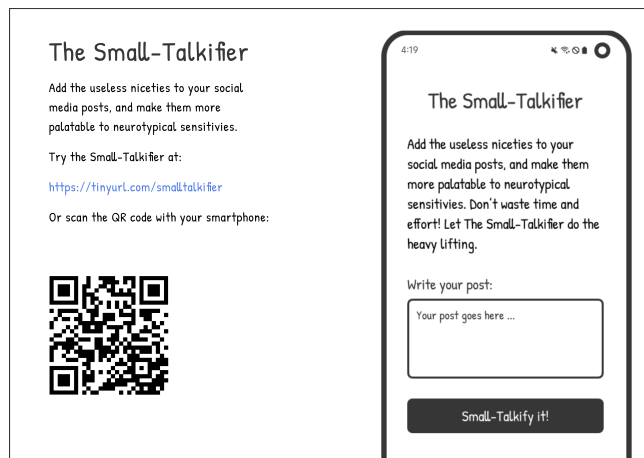 The Small-Talkifier
Add the useless niceties to your social
media posts, and make them more
palatable to neurotypical sensitivies.
Try the Small-Talkifier at:
https://tinyurl.com/smalltalkifier
Or scan the QR code with your smartphone:
4:19
The Small-Talkifier
Add the useless niceties to your
social media posts, and make them
more palatable to neurotypical
sensitivies. Don't waste time and
effort! Let The Small-Talkifier do the
heavy lifting.
Write your post:
Your post goes here ...
Small-Talkify it!